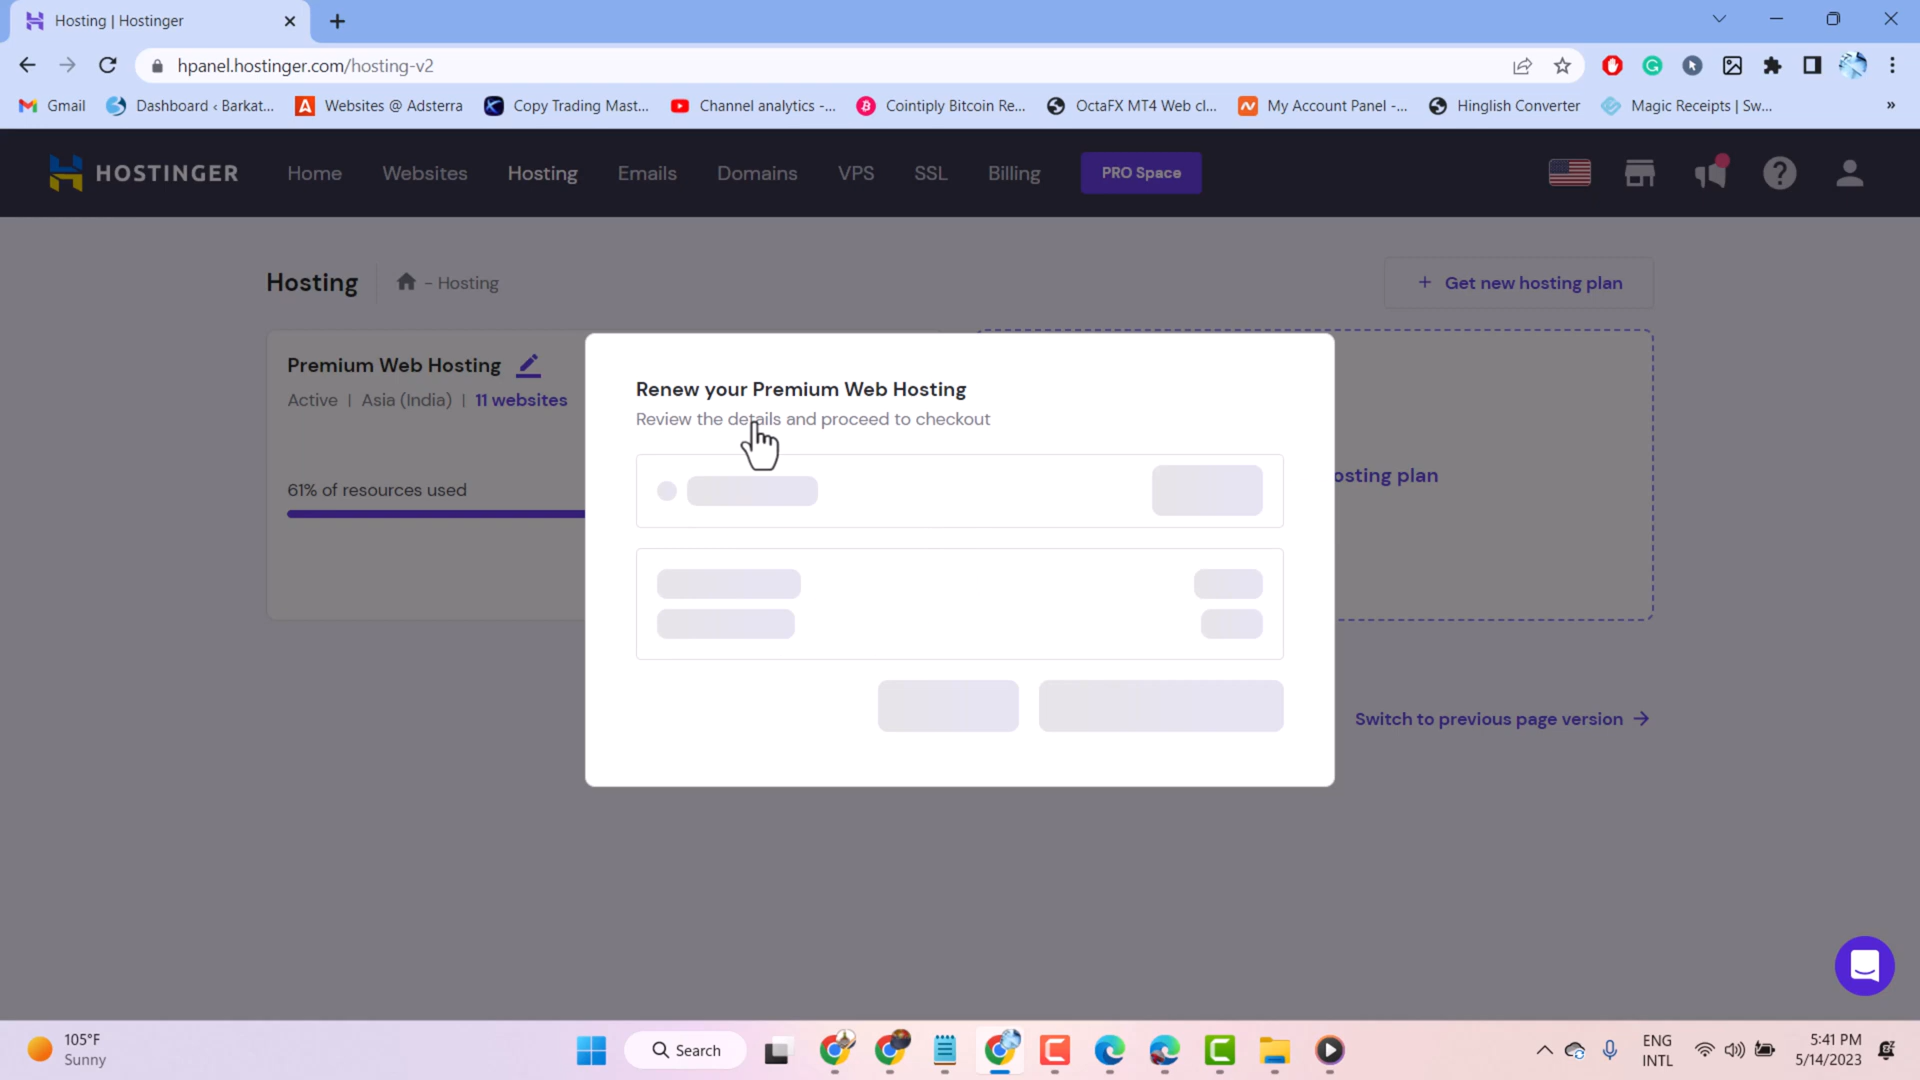 Hosting | Hostinger
hpanel.hostinger.com/hosting-v2
Gmail
Dashboard ‹ Barkat...
Websites @ Adsterra
Copy Trading Mast...
Channel analytics -...
Cointiply Bitcoin Re...
OctaFX MT4 Web cl...
My Account Panel -...
Hinglish Converter
Magic Receipts | Sw...
»
HOSTINGER
Home
Websites
Hosting
Emails
Domains
VPS
SSL
Billing
PRO Space
Hosting
- Hosting
+ Get new hosting plan
Premium Web Hosting
Active | Asia (India) | 11 websites
61% of resources used
Renew your Premium Web Hosting
Review the details and proceed to checkout
osting plan
Switch to previous page version →
105°F
Sunny
Search
ENG
INTL
5:41 PM
5/14/2023